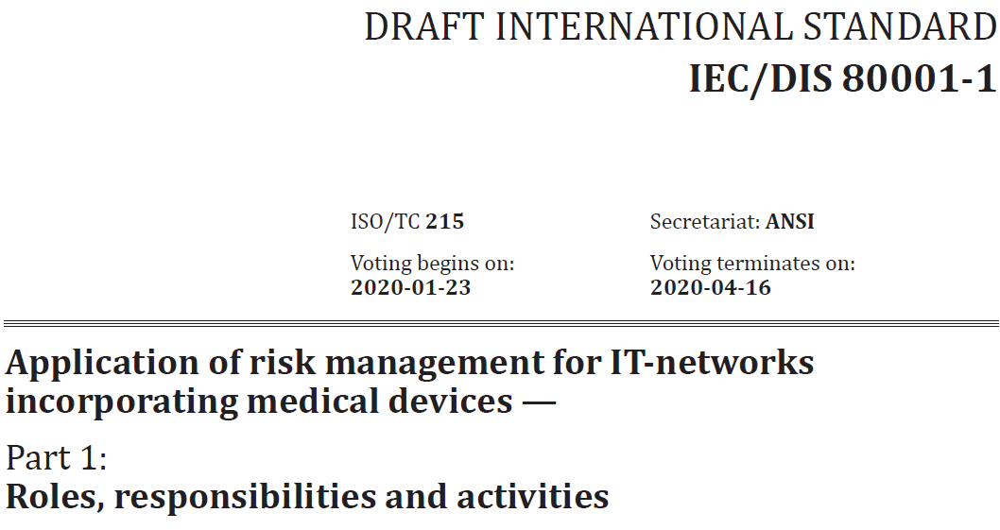 DRAFT INTERNATIONAL STANDARD
IEC/DIS 80001-1
ISO/TC 215
Secretariat: ANSI
Voting begins on:
Voting terminates on:
2020-01-23
2020-04-16
Application of risk management for IT-networks
incorporating medical devices —
Part 1:
Roles, responsibilities and activities